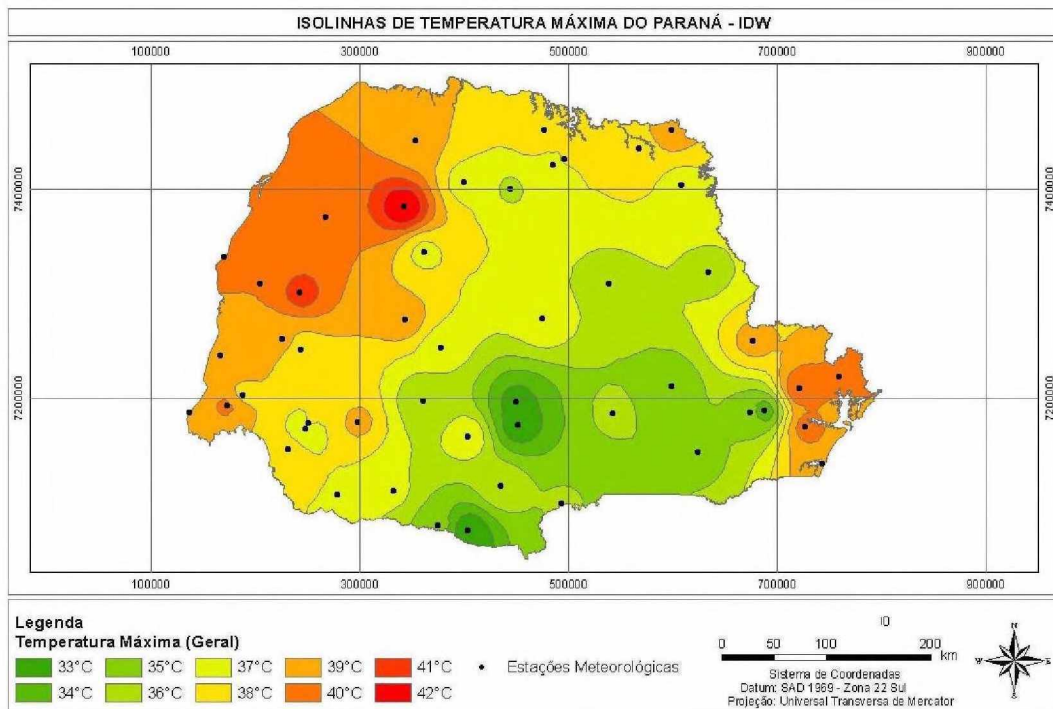 ISOLINHAS DE TEMPERATURA MÁXIMA DO PARANÁ - IDW
100000 300000 500000 700000 900000
7400000 7400000
7200000 7200000
100000 300000 500000 700000 900000
Legenda
Temperatura Máxima (Geral)
33°C 35°C 37°C 39°C 41°C
34°C 36°C 38°C 40°C 42°C
Estações Meteorológicas
0 50 100 200
km
Sistema de Coordenadas
Datum: SAD 1969 - Zona 22 Sul
Projeção: Universal Transversa de Mercator
N
W E
S